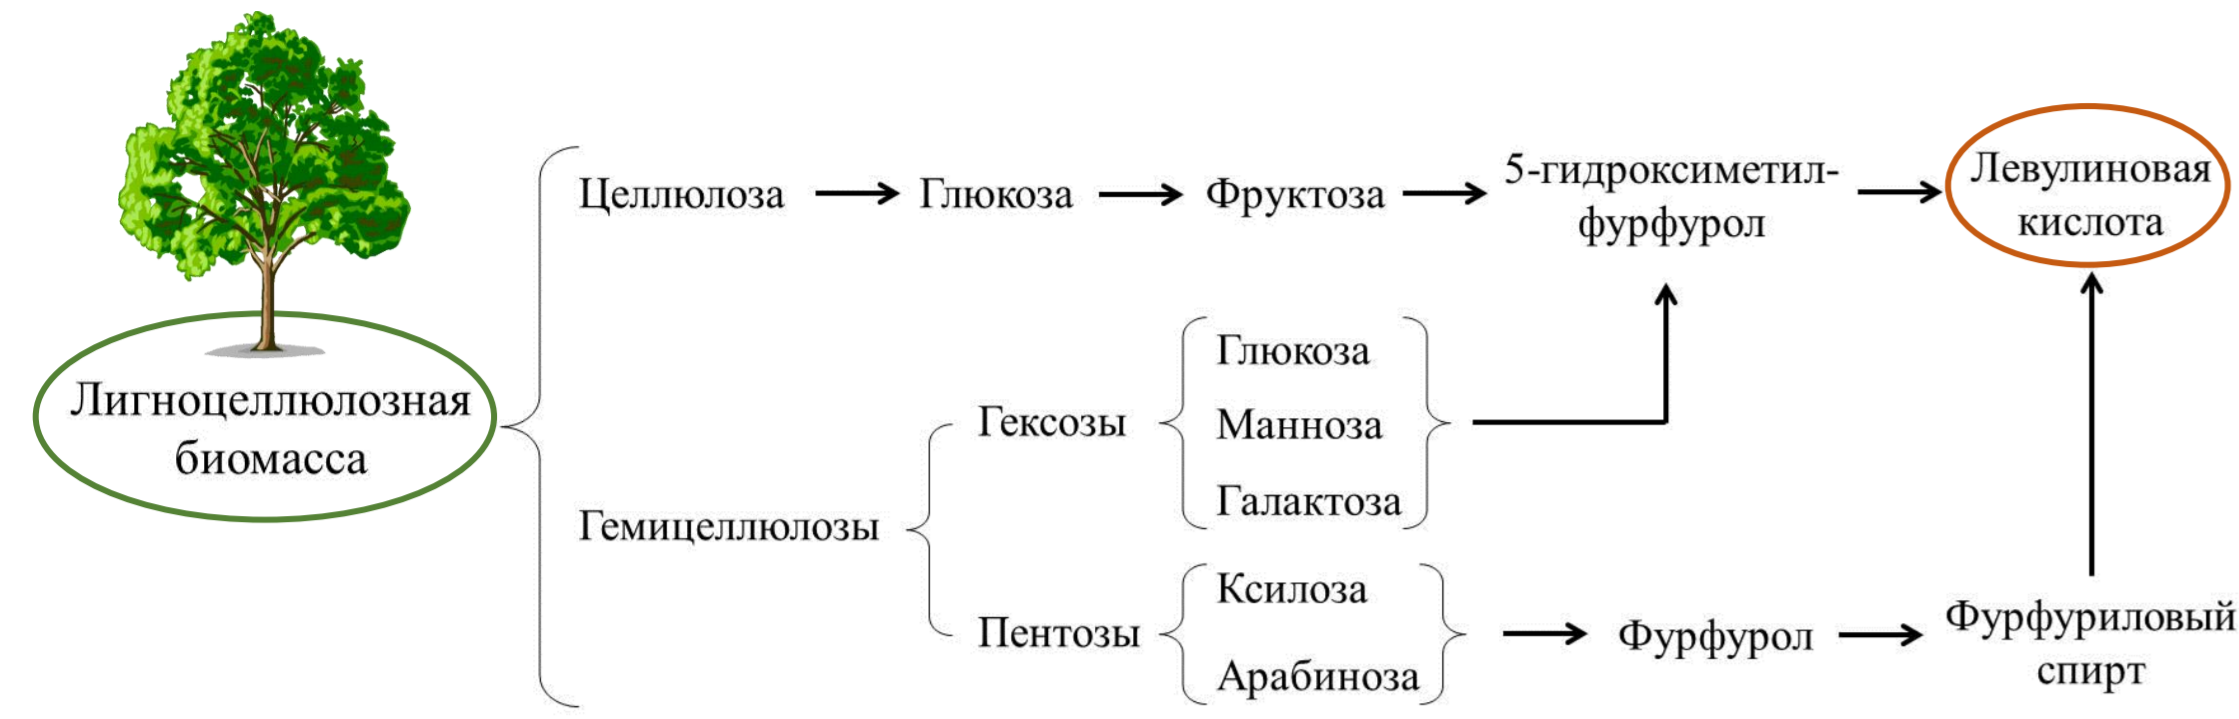 Лигноцеллюлозная
биомасса
Целлюлоза
Глюкоза
Фруктоза
5-гидроксиметил-
фурфурол
Левулиновая
кислота
Гемицеллюлозы
Гексозы
Глюкоза
Манноза
Галактоза
Пентозы
Ксилоза
Арабиноза
Фурфурол
Фурфуриловый
спирт